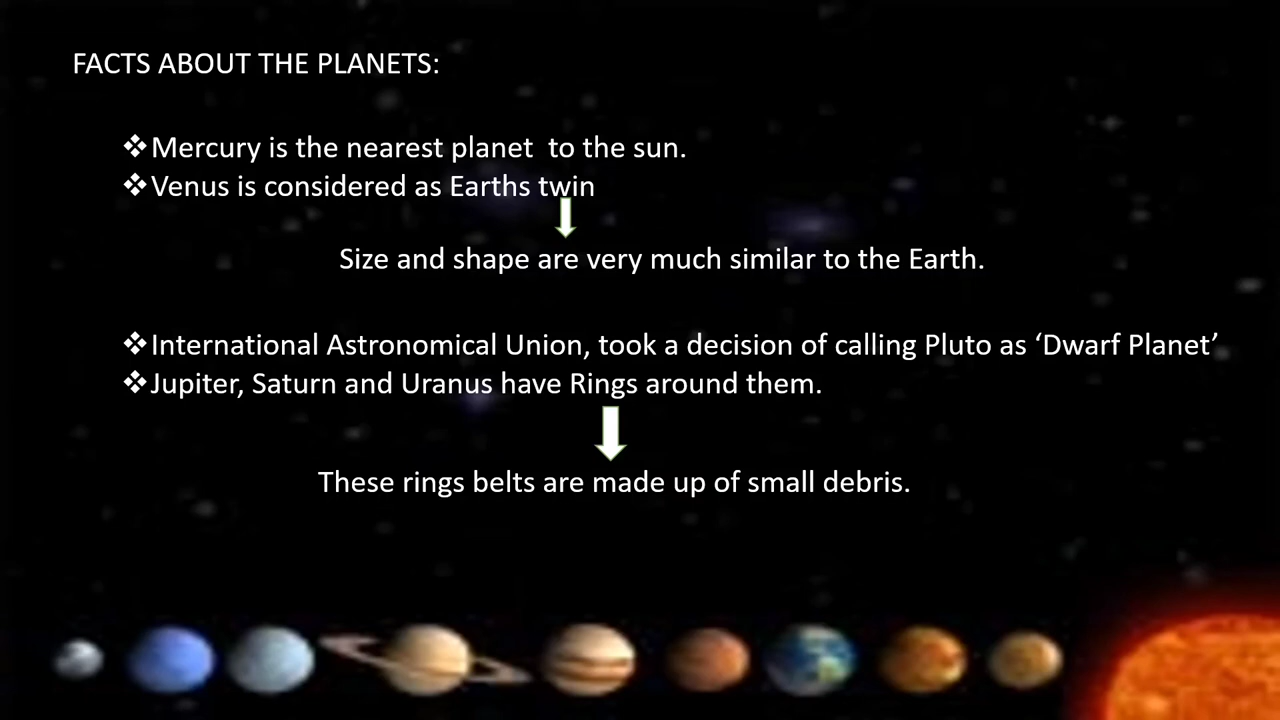 FACTS ABOUT THE PLANETS:
❖Mercury is the nearest planet  to the sun.
❖Venus is considered as Earths twin
Size and shape are very much similar to the Earth.
❖International Astronomical Union, took a decision of calling Pluto as ‘Dwarf Planet’
❖Jupiter, Saturn and Uranus have Rings around them.
These rings belts are made up of small debris.